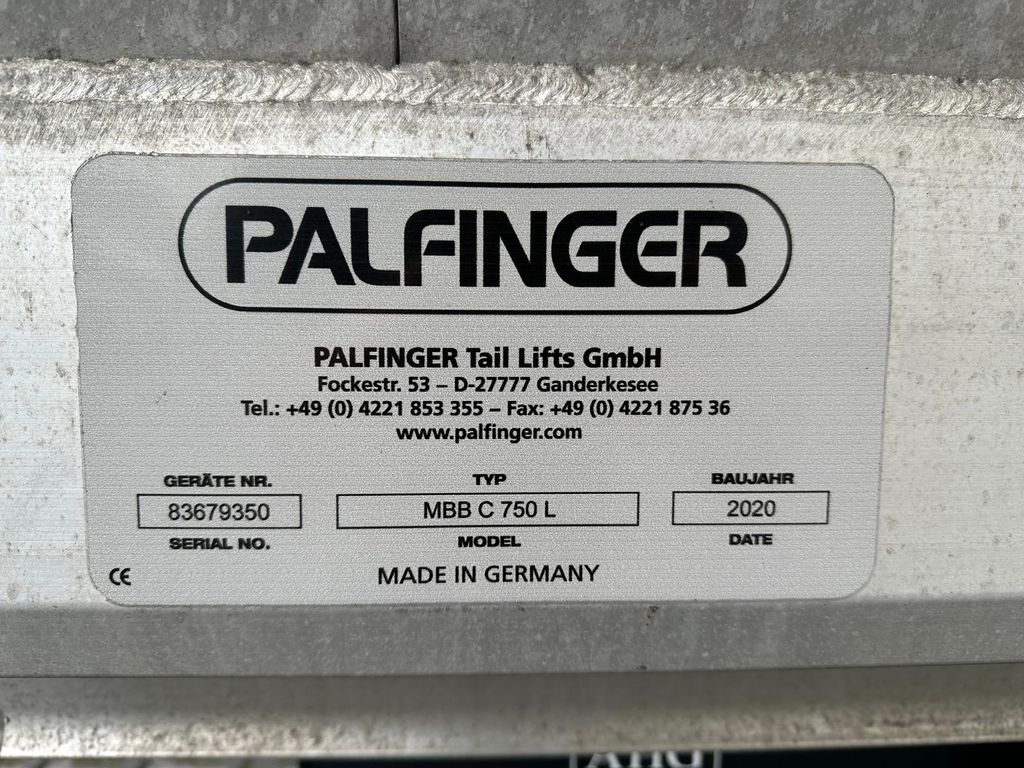 PALFINGER
PALFINGER Tail Lifts GmbH
Fockestr. 53 – D-27777 Ganderkesee
Tel.: +49 (0) 4221 853 355 – Fax: +49 (0) 4221 875 36
www.palfinger.com
GERÄTE NR. TYP BAUJAHR
83679350 MBB C 750 L 2020
SERIAL NO. MODEL DATE
CE MADE IN GERMANY